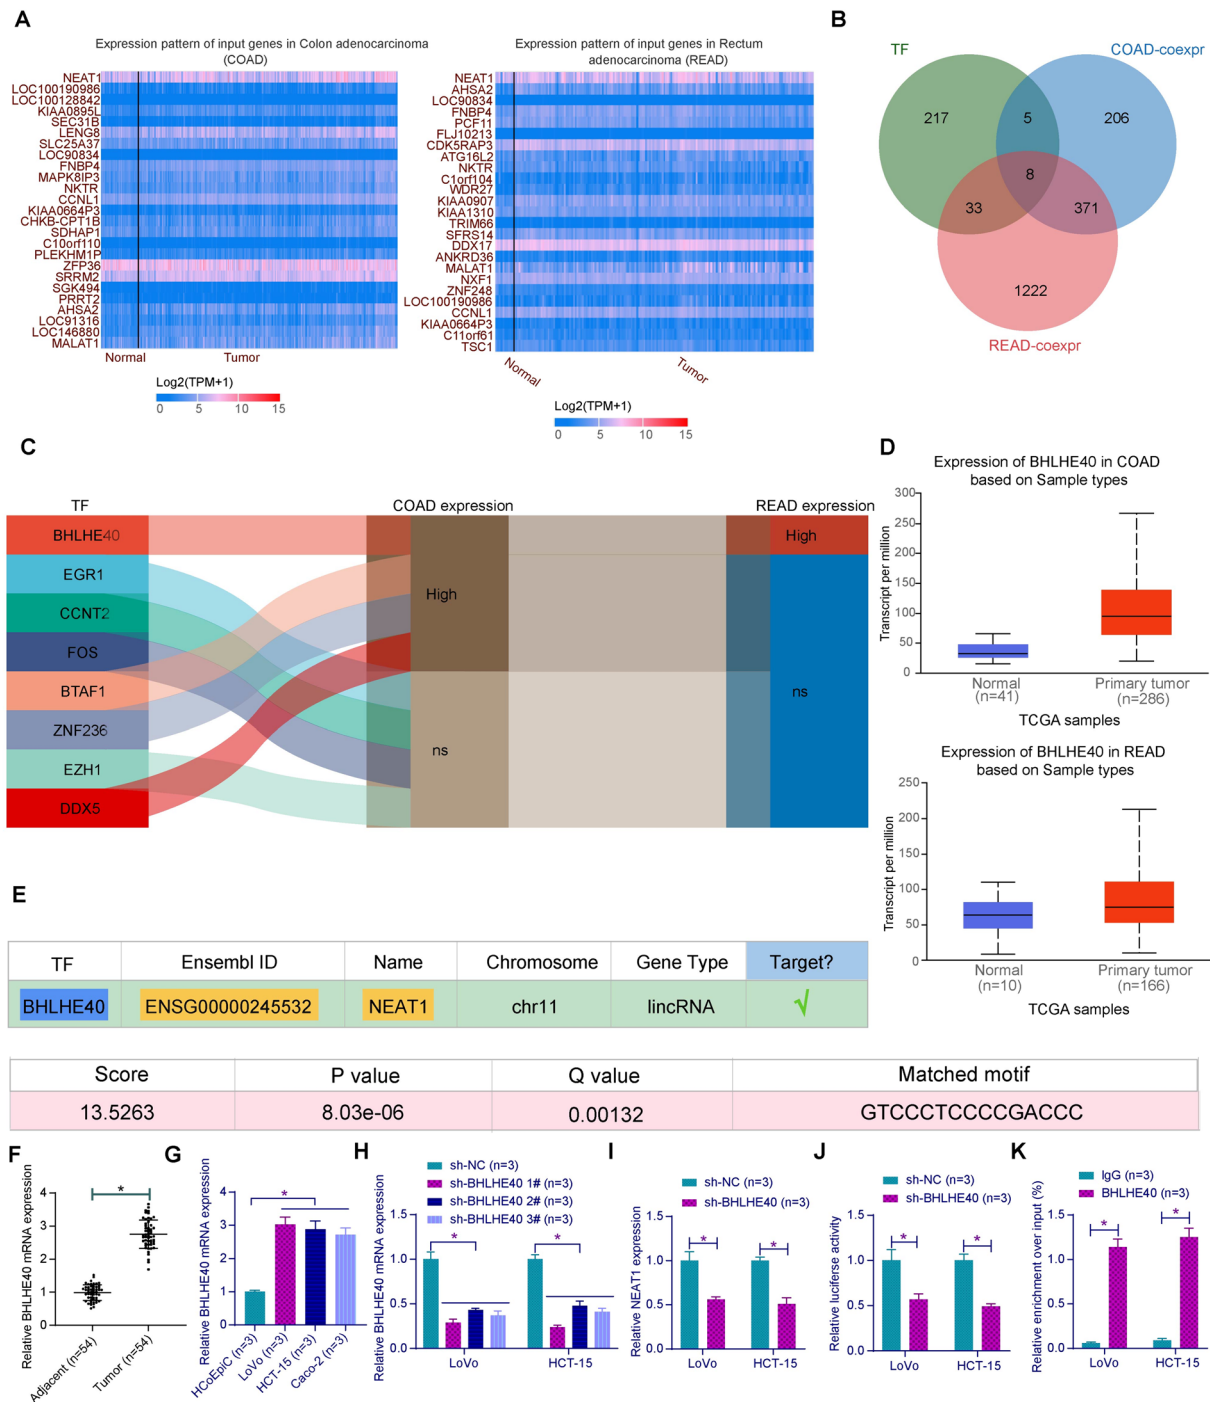 A
Expression pattern of input genes in Colon adenocarcinoma
(COAD)
NEAT1
LOC100190986
LOC100128842
KIAA0895L
SEC31B
LENG8
SLC25A37
LOC90834
FNBP4
MAPK8IP3
NKTR
CCNL1
KIAA0664P3
CHKB-CPT1B
SDHAP1
C10orf110
PLEKHM1P
ZFP36
SRRM2
SGK494
PRRT2
AHSA2
LOC91316
LOC146880
MALAT1
Normal Tumor
Log2(TPM+1)
0 5 10 15
Expression pattern of input genes in Rectum
adenocarcinoma (READ)
NEAT1
AHSA2
LOC90834
FNBP4
PCF11
FLJ10213
CDK5RAP3
ATG16L2
NKTR
C1orf104
WDR27
KIAA0907
KIAA1310
TRIM66
SFRS14
DDX17
ANKRD36
MALAT1
NXF1
ZNF248
LOC100190986
CCNL1
KIAA0664P3
C11orf61
TSC1
Normal Tumor
Log2(TPM+1)
0 5 10 15
B
TF COAD-coexpr
217 5 206
8
33 371
1222
READ-coexpr
C
TF COAD expression READ expression
BHLHE40
EGR1
CCNT2
FOS
BTAF1
ZNF236
EZH1
DDX5
High
ns
High
ns
D
Expression of BHLHE40 in COAD
based on Sample types
Transcript per million
300
250
200
150
100
50
0
Normal Primary tumor
(n=41) (n=286)
TCGA samples
Expression of BHLHE40 in READ
based on Sample types
Transcript per million
250
200
150
100
50
0
Normal Primary tumor
(n=10) (n=166)
TCGA samples
E
TF Ensembl ID Name Chromosome Gene Type Target?
BHLHE40 ENSG00000245532 NEAT1 chr11 lincRNA √
Score P value Q value Matched motif
13.5263 8.03e-06 0.00132 GTCCCTCCCCGACCC
F
Relative BHLHE40 mRNA expression
4
3
2
1
0
*
Adjacent (n=54)
Tumor (n=54)
G
Relative BHLHE40 mRNA expression
4
3
2
1
0
*
HCoEpiC (n=3)
LoVo (n=3)
HCT-15 (n=3)
Caco-2 (n=3)
H
sh-NC (n=3)
sh-BHLHE40 1# (n=3)
sh-BHLHE40 2# (n=3)
sh-BHLHE40 3# (n=3)
Relative BHLHE40 mRNA expression
1.5
1.0
0.5
0.0
* *
LoVo HCT-15
I
sh-NC (n=3)
sh-BHLHE40 (n=3)
Relative NEAT1 expression
1.5
1.0
0.5
0.0
* *
LoVo HCT-15
J
sh-NC (n=3)
sh-BHLHE40 (n=3)
Relative luciferse activity
1.5
1.0
0.5
0.0
* *
LoVo HCT-15
K
IgG (n=3)
BHLHE40 (n=3)
Relative enrichment over input (%)
1.5
1.0
0.5
0.0
* *
LoVo HCT-15